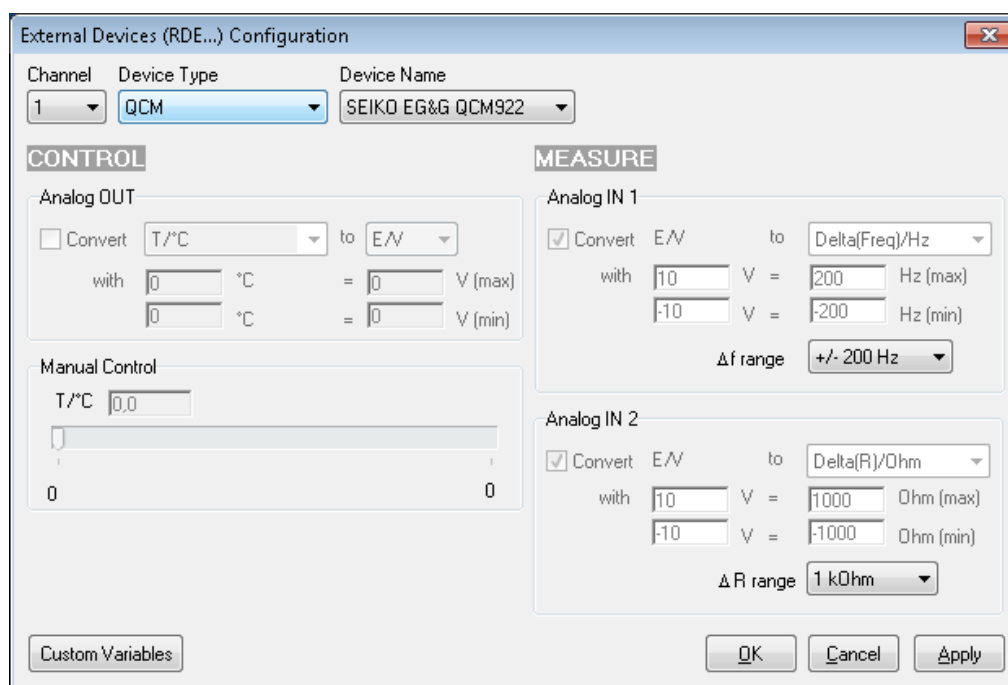 External Devices (RDE...) Configuration
Channel Device Type Device Name
1 QCM SEIKO EG&G QCM922
CONTROL
Analog OUT
Convert T/°C to E/V
with 0 °C = 0 V (max)
0 °C = 0 V (min)
Manual Control
T/°C 0,0
0 0
MEASURE
Analog IN 1
Convert E/V to Delta(Freq)/Hz
with 10 V = 200 Hz (max)
-10 V = -200 Hz (min)
Δf range +/- 200 Hz
Analog IN 2
Convert E/V to Delta(R)/Ohm
with 10 V = 1000 Ohm (max)
-10 V = -1000 Ohm (min)
Δ R range 1 kOhm
Custom Variables OK Cancel Apply